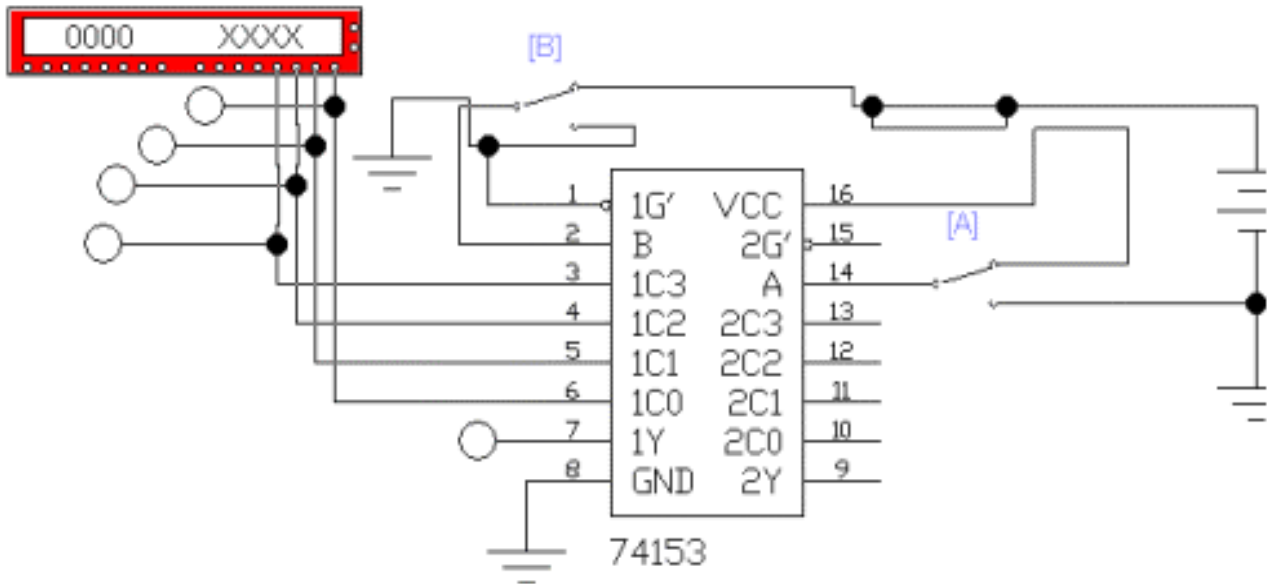 0000 XXXX
[B]
1 1G' VCC 16
[A]
2 B 2G' 15
3 1C3 A 14
4 1C2 2C3 13
5 1C1 2C2 12
6 1C0 2C1 11
7 1Y 2C0 10
8 GND 2Y 9
74153